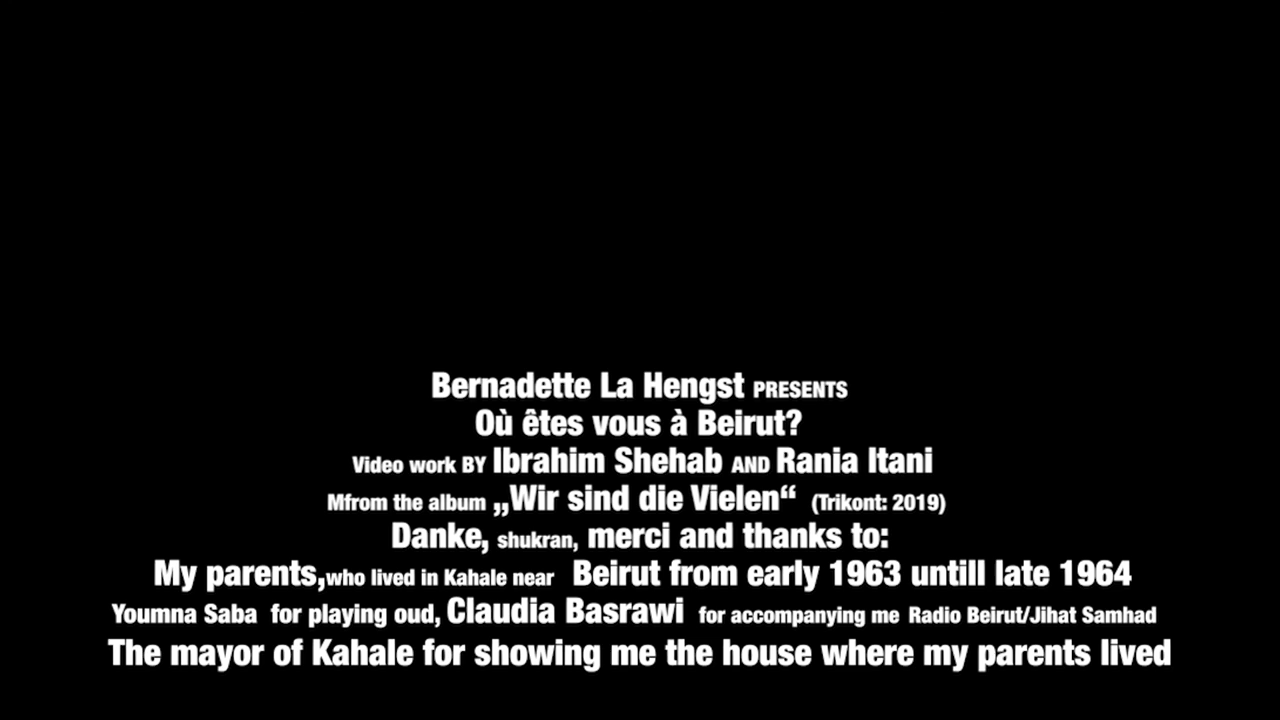 Bernadette La Hengst PRESENTS
Où êtes vous à Beirut?
Video work BY Ibrahim Shehab AND Rania Itani
Mfrom the album „Wir sind die Vielen“ (Trikont: 2019)
Danke, shukran, merci and thanks to:
My parents,who lived in Kahale near Beirut from early 1963 untill late 1964
Youmna Saba for playing oud, Claudia Basrawi for accompanying me Radio Beirut/Jihat Samhad
The mayor of Kahale for showing me the house where my parents lived